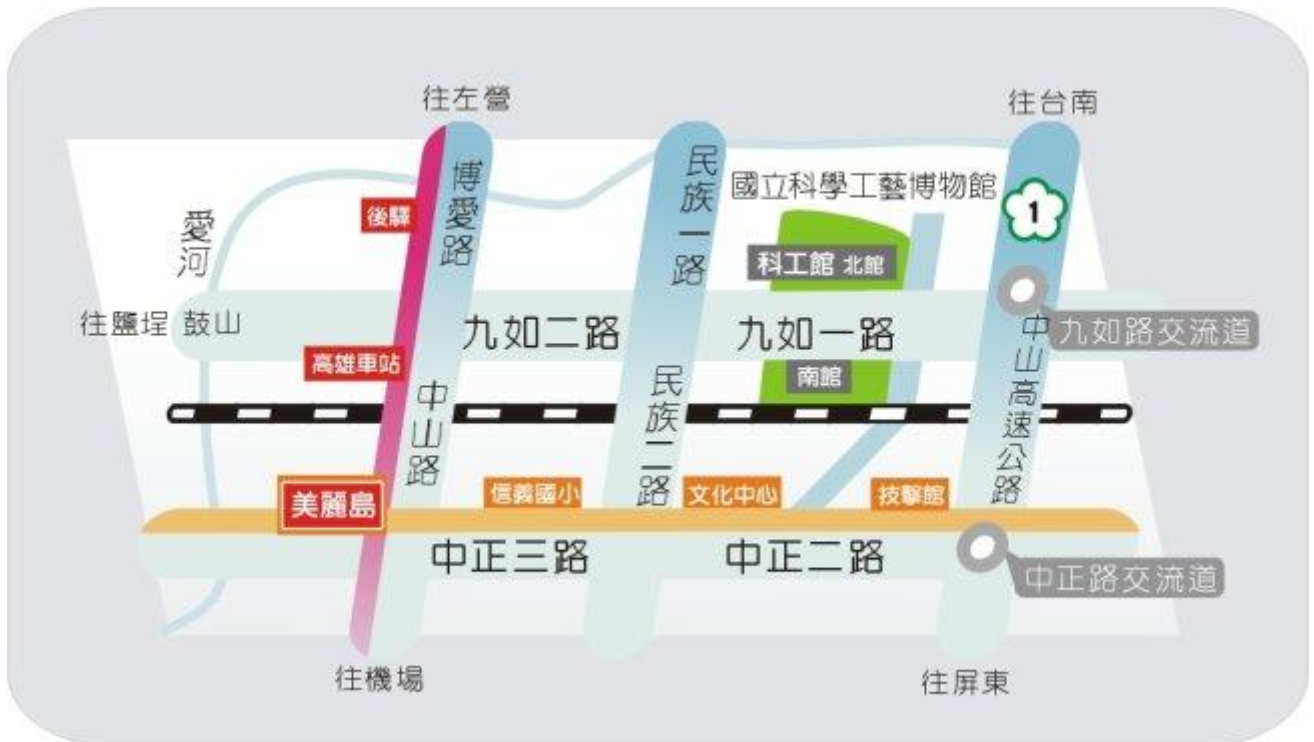 往左營
往台南
博愛路
民族一路
國立科學工藝博物館
1
後驛
愛河
科工館 北館
往鹽埕 鼓山
九如二路
九如一路
九如路交流道
高雄車站
南館
中山路
民族二路
中山高速公路
美麗島
信義國小
文化中心
技擊館
中正三路
中正二路
中正路交流道
往機場
往屏東